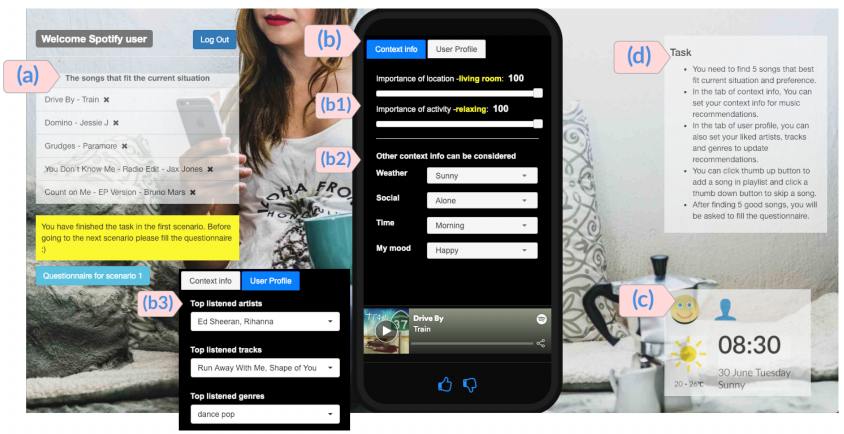 Welcome Spotify user
Log Out
(a)
The songs that fit the current situation
Drive By - Train ✖
Domino - Jessie J ✖
Grudges - Paramore ✖
You Don't Know Me - Radio Edit - Jax Jones ✖
Count on Me - EP Version - Bruno Mars ✖
You have finished the task in the first scenario. Before
going to the next scenario please fill the questionnaire
:)
Questionnaire for scenario 1
(b3)
Context info
User Profile
Top listened artists
Ed Sheeran, Rihanna
Top listened tracks
Run Away With Me, Shape of You
Top listened genres
dance pop
(b)
Context info
User Profile
(b1)
Importance of location -living room: 100
Importance of activity -relaxing: 100
(b2)
Other context info can be considered
Weather
Sunny
Social
Alone
Time
Morning
My mood
Happy
Drive By
Train
(d)
Task
• You need to find 5 songs that best
fit current situation and preference.
• In the tab of context info, You can
set your context info for music
recommendations.
• In the tab of user profile, you can
also set your liked artists, tracks
and genres to update
recommendations.
• You can click thumb up button to
add a song in playlist and click a
thumb down button to skip a song.
• After finding 5 good songs, you will
be asked to fill the questionnaire.
(c)
08:30
30 June Tuesday
20 - 26℃ Sunny